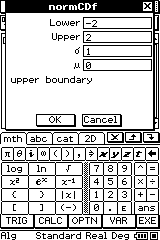 normCDf
Lower -2
Upper 2
σ 1
μ 0
upper boundary
OK Cancel
mth abc cat 2D
π θ i ∞ ( ) , x y z t
log ln √ 7 8 9 ^ =
x² eˣ x⁻¹ 4 5 6 × ÷
( ) |x| 1 2 3 + -
[ ] (-) 0 . E ans
TRIG CALC OPTN VAR EXE
Alg Standard Real Deg